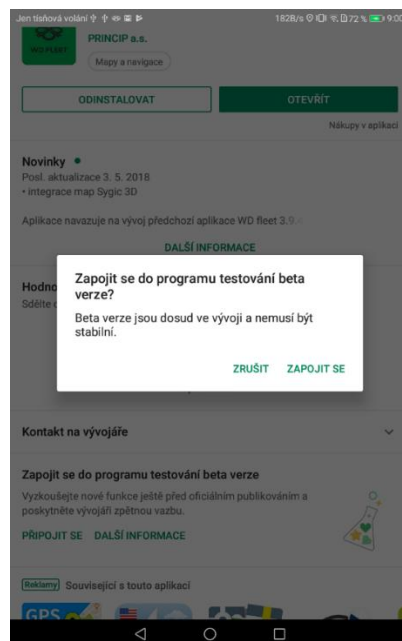 Jen tísňová volání
182B/s 72 % 9:00
WD FLEET
PRINCIP a.s.
Mapy a navigace
ODINSTALOVAT OTEVŘÍT
Nákupy v aplikaci
Novinky
Posl. aktualizace 3. 5. 2018
• integrace map Sygic 3D
Aplikace navazuje na vývoj předchozí aplikace WD fleet 3.9.
DALŠÍ INFORMACE
Hodno
Sdělte
Zapojit se do programu testování beta
verze?
Beta verze jsou dosud ve vývoji a nemusí být
stabilní.
ZRUŠIT ZAPOJIT SE
Kontakt na vývojáře
Zapojit se do programu testování beta verze
Vyzkoušejte nové funkce ještě před oficiálním publikováním a
poskytněte vývojáři zpětnou vazbu.
PŘIPOJIT SE DALŠÍ INFORMACE
Reklamy Související s touto aplikací
GPS